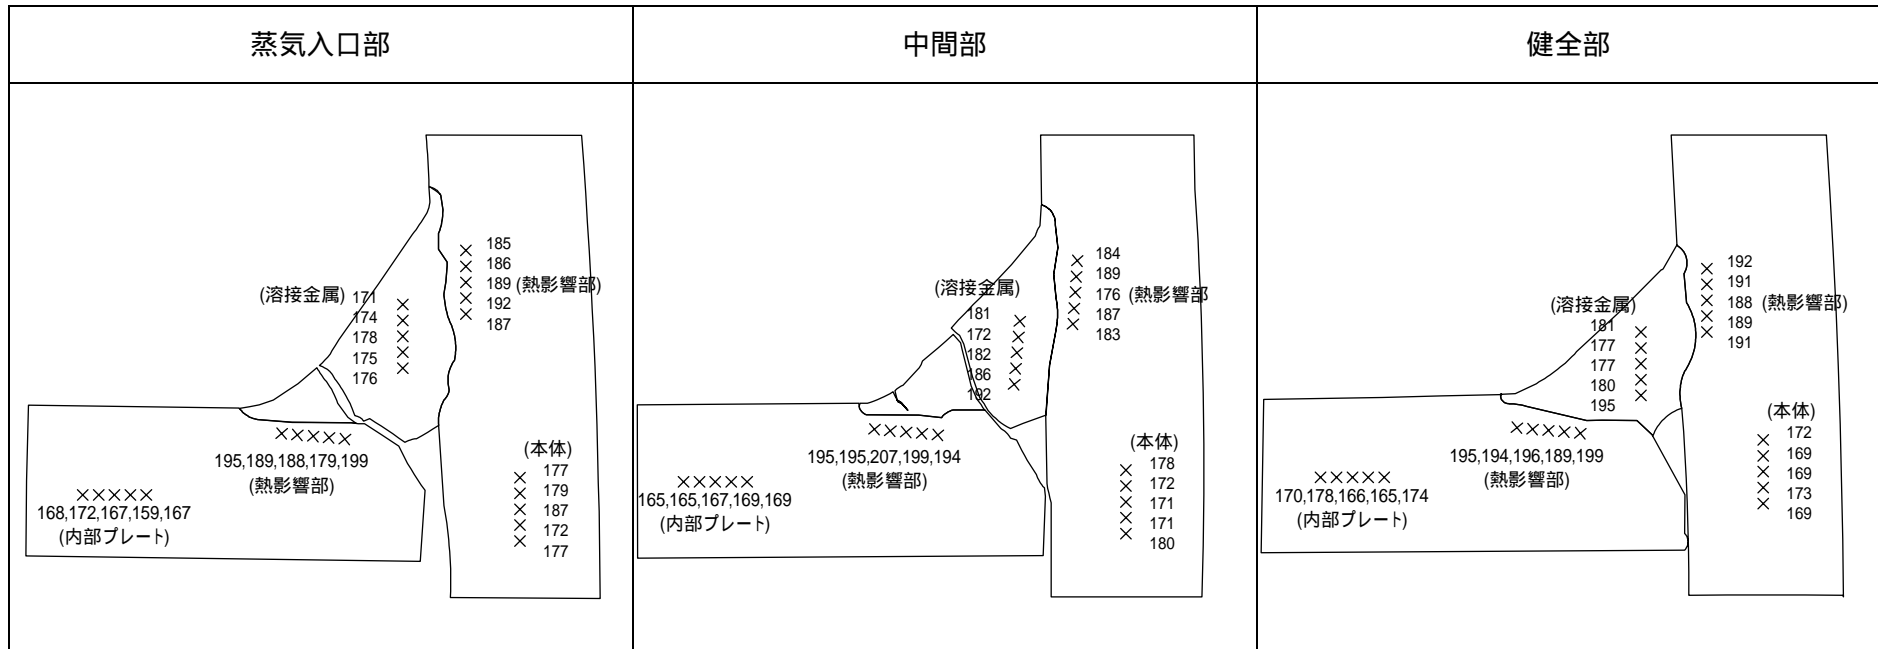 蒸気入口部
185
186
189 (熱影響部)
192
187
(溶接金属) 171
174
178
175
176
195,189,188,179,199
(熱影響部)
168,172,167,159,167
(内部プレート)
(本体)
177
179
187
172
177
中間部
184
189
176 (熱影響部
187
183
(溶接金属)
181
172
182
186
192
195,195,207,199,194
(熱影響部)
165,165,167,169,169
(内部プレート)
(本体)
178
172
171
171
180
健全部
192
191
188 (熱影響部)
189
191
(溶接金属)
181
177
177
180
195
195,194,196,189,199
(熱影響部)
170,178,166,165,174
(内部プレート)
(本体)
172
169
169
173
169